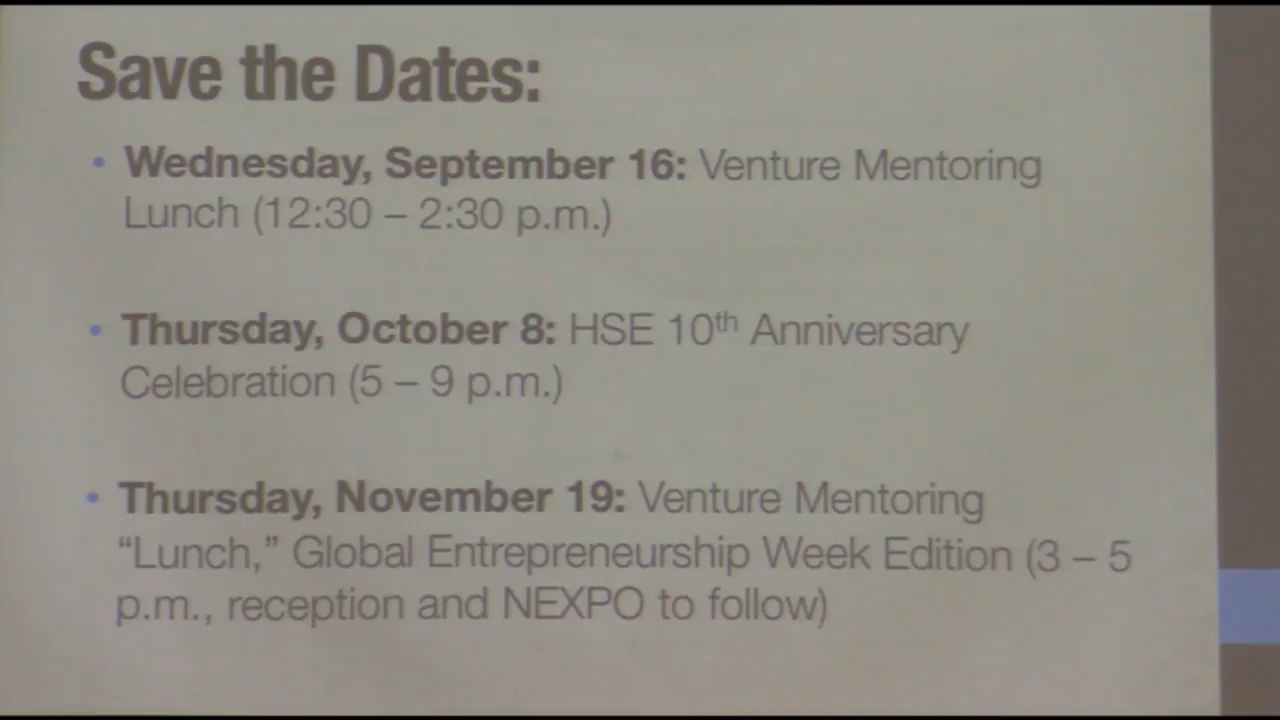 Save the Dates:
• Wednesday, September 16: Venture Mentoring
Lunch (12:30 – 2:30 p.m.)
• Thursday, October 8: HSE 10th Anniversary
Celebration (5 – 9 p.m.)
• Thursday, November 19: Venture Mentoring
“Lunch,” Global Entrepreneurship Week Edition (3 – 5
p.m., reception and NEXPO to follow)